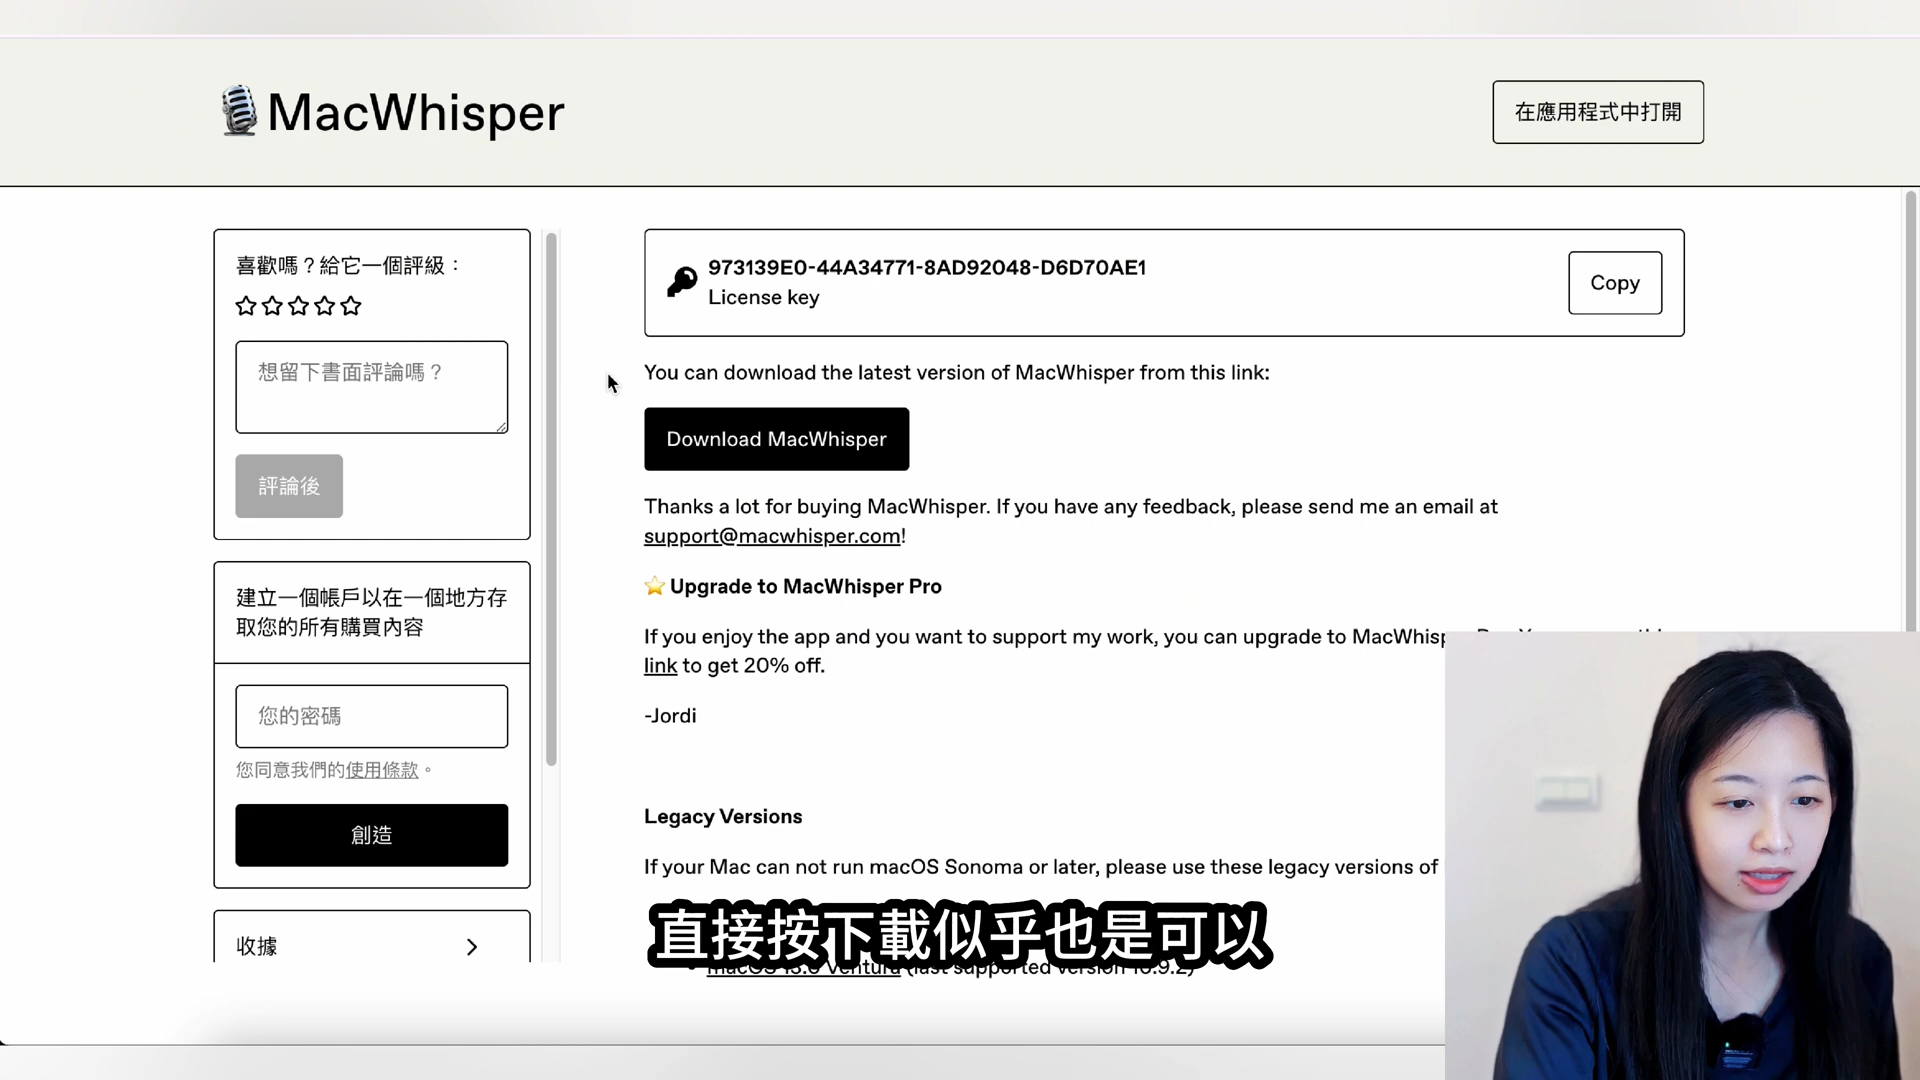 MacWhisper
在應用程式中打開
喜歡嗎？給它一個評級：
想留下書面評論嗎？
評論後
建立一個帳戶以在一個地方存
取您的所有購買內容
您的密碼
您同意我們的使用條款。
創造
收據
973139E0-44A34771-8AD92048-D6D70AE1
License key
Copy
You can download the latest version of MacWhisper from this link:
Download MacWhisper
Thanks a lot for buying MacWhisper. If you have any feedback, please send me an email at
support@macwhisper.com!
⭐ Upgrade to MacWhisper Pro
If you enjoy the app and you want to support my work, you can upgrade to
link to get 20% off.
-Jordi
Legacy Versions
If your Mac can not run macOS Sonoma or later, please use these legacy versions of
直接按下載似乎也是可以